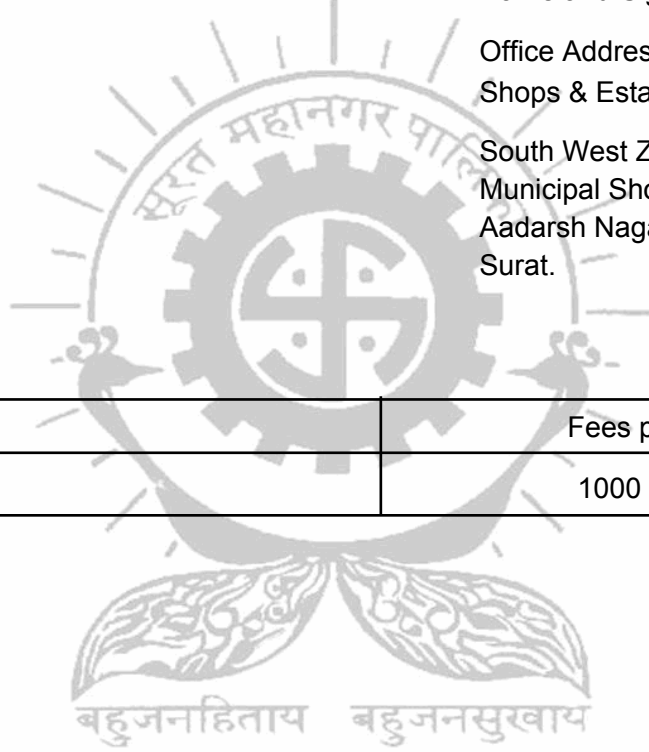 Office Addres
Shops & Esta
सूरत महानगर पालिका
South West Z
Municipal Sho
Aadarsh Naga
Surat.
Fees p
1000
बहुजनहिताय बहुजनसुखाय